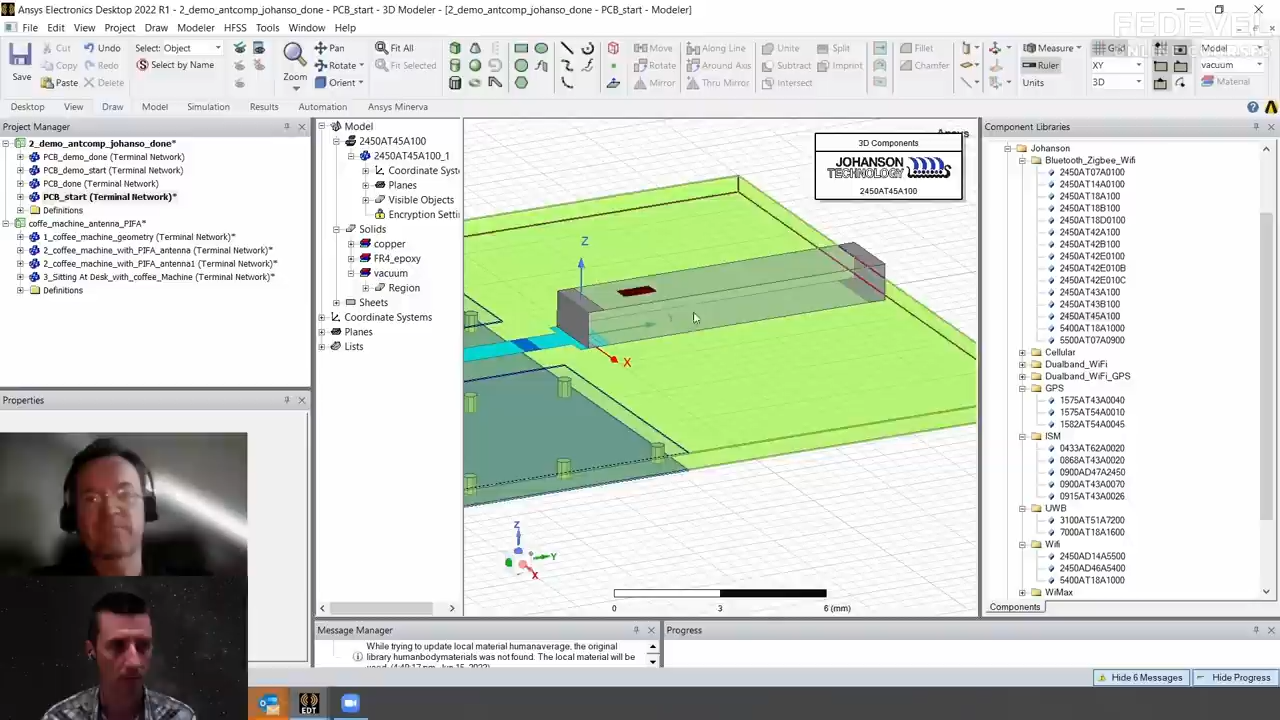 Ansys Electronics Desktop 2022 R1 - 2_demo_antcomp_johanso_done - PCB_start - 3D Modeler - [2_demo_antcomp_johanso_done - PCB_start - Modeler]
File Edit View Project Draw Modeler HFSS Tools Window Help
FEDEVEL
Save
Cut
Copy
Paste
Undo
Redo
Delete
Select: Object
Select by Name
Zoom
Pan
Rotate
Orient
Fit All
Fit Selected
Move
Rotate
Mirror
Along Line
Around Axis
Thru Mirror
Unite
Subtract
Intersect
Split
Imprint
Fillet
Chamfer
Measure
Ruler
Units
Grid
XY
3D
Model
vacuum
Material
Desktop View Draw Model Simulation Results Automation Ansys Minerva
Project Manager
2_demo_antcomp_johanso_done*
PCB_demo_done (Terminal Network)
PCB_demo_start (Terminal Network)
PCB_done (Terminal Network)
PCB_start (Terminal Network)*
Definitions
coffe_machine_antenna_PIFA*
1_coffee_machine_geometry (Terminal Network)*
2_coffee_machine_with_PIFA_antenna (Terminal Network)*
2_coffee_machine_with_PIFA_antenna1 (Terminal Network)*
3_Sitting At Desk_with_coffee_Machine (Terminal Network)*
Definitions
Properties
Model
2450AT45A100
2450AT45A100_1
Coordinate Syst
Planes
Visible Objects
Encryption Setti
Solids
copper
FR4_epoxy
vacuum
Region
Sheets
Coordinate Systems
Planes
Lists
3D Components
JOHANSON
TECHNOLOGY
2450AT45A100
Z
X
Z
Y
X
0 3 6 (mm)
Component Libraries
Johanson
Bluetooth_Zigbee_Wifi
2450AT07A0100
2450AT14A0100
2450AT18A100
2450AT18B100
2450AT18D0100
2450AT42A100
2450AT42B100
2450AT42E0100
2450AT42E010B
2450AT42E010C
2450AT43A100
2450AT43B100
2450AT45A100
5400AT18A1000
5500AT07A0900
Cellular
Dualband_WiFi
Dualband_WiFi_GPS
GPS
1575AT43A0040
1575AT54A0010
1582AT54A0045
ISM
0433AT62A0020
0868AT43A0020
0900AD47A2450
0900AT43A0070
0915AT43A0026
UWB
3100AT51A7200
7000AT18A1600
Wifi
2450AD14A5500
2450AD46A5400
5400AT18A1000
WiMax
Components
Message Manager
While trying to update local material humanaverage, the original
library humanbodymaterials was not found. The local material will be
Progress
Hide 6 Messages
Hide Progress
EDT